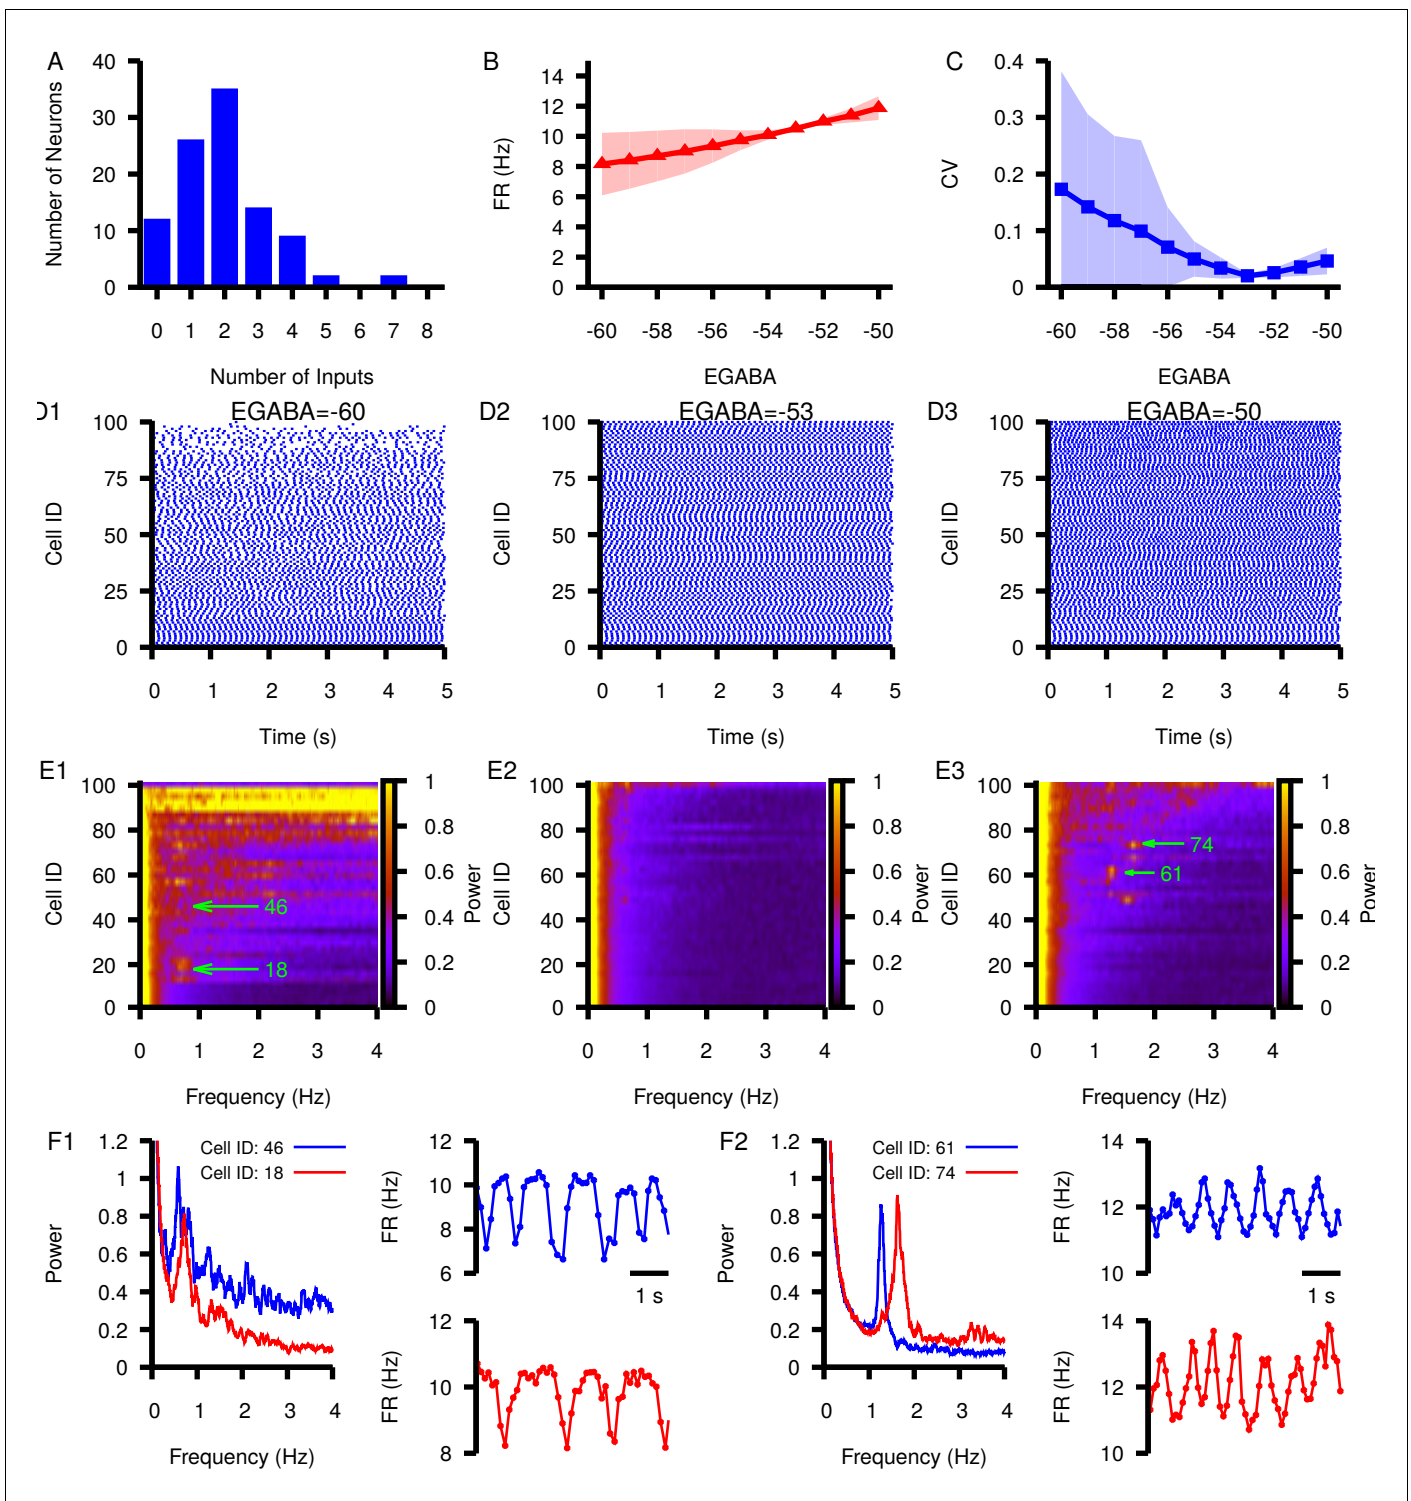 A
Number of Neurons
40
30
20
10
0
0 1 2 3 4 5 6 7 8
Number of Inputs
B
FR (Hz)
14
12
10
8
6
4
2
0
-60 -58 -56 -54 -52 -50
EGABA
C
CV
0.4
0.3
0.2
0.1
0
-60 -58 -56 -54 -52 -50
EGABA
D1
EGABA=-60
Cell ID
100
75
50
25
0
0 1 2 3 4 5
Time (s)
D2
EGABA=-53
Cell ID
100
75
50
25
0
0 1 2 3 4 5
Time (s)
D3
EGABA=-50
Cell ID
100
75
50
25
0
0 1 2 3 4 5
Time (s)
E1
Cell ID
100
80
60
40
20
0
46
18
0 1 2 3 4
Frequency (Hz)
1
0.8
0.6
0.4
0.2
0
Power
E2
Cell ID
100
80
60
40
20
0
0 1 2 3 4
Frequency (Hz)
1
0.8
0.6
0.4
0.2
0
Power
E3
Cell ID
100
80
60
40
20
0
74
61
0 1 2 3 4
Frequency (Hz)
1
0.8
0.6
0.4
0.2
0
Power
F1
Power
1.2
1
0.8
0.6
0.4
0.2
0
Cell ID: 46
Cell ID: 18
0 1 2 3 4
Frequency (Hz)
FR (Hz)
12
10
8
6
1 s
FR (Hz)
12
10
8
F2
Power
1.2
1
0.8
0.6
0.4
0.2
0
Cell ID: 61
Cell ID: 74
0 1 2 3 4
Frequency (Hz)
FR (Hz)
14
12
10
1 s
FR (Hz)
14
12
10